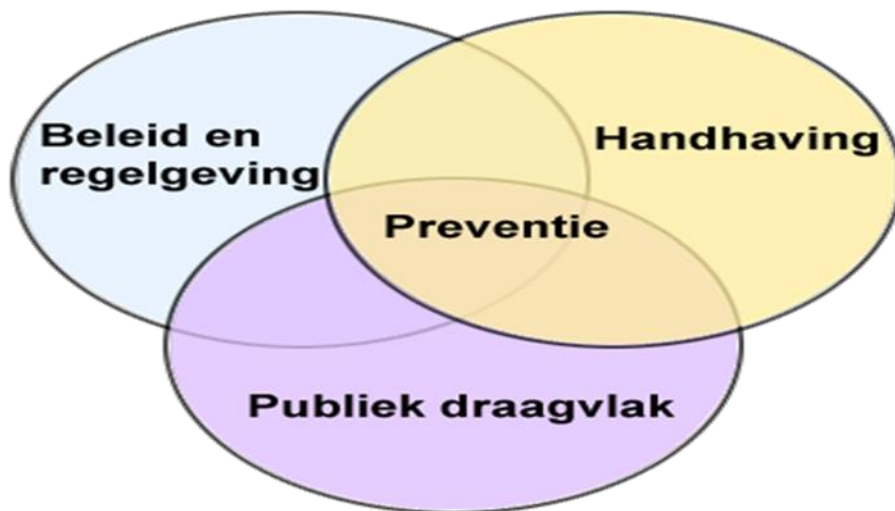 Beleid en
regelgeving
Handhaving
Preventie
Publiek draagvlak